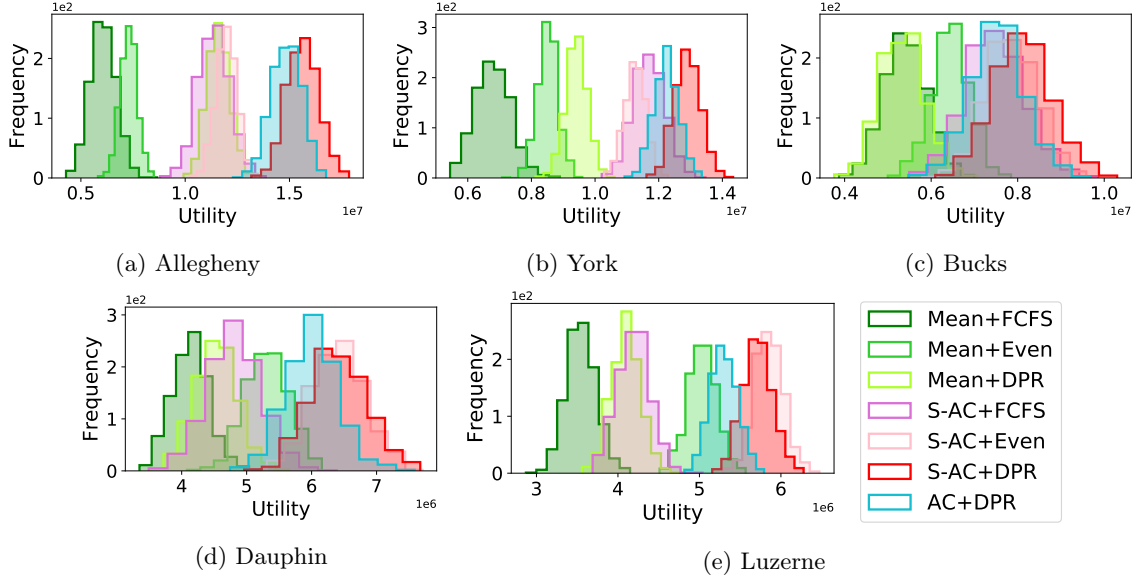 1e2 1e2 1e2
Frequency 0 1 2 Frequency 0 1 2 3 Frequency 0 1 2
0.5 1.0 1.5 0.6 0.8 1.0 1.2 1.4 0.4 0.6 0.8 1.0
Utility 1e7 Utility 1e7 Utility 1e7
(a) Allegheny (b) York (c) Bucks
1e2 1e2
Frequency 0 1 2 3 Frequency 0 1 2
4 5 6 7 3 4 5 6
Utility 1e6 Utility 1e6
(d) Dauphin (e) Luzerne
Mean+FCFS
Mean+Even
Mean+DPR
S-AC+FCFS
S-AC+Even
S-AC+DPR
AC+DPR